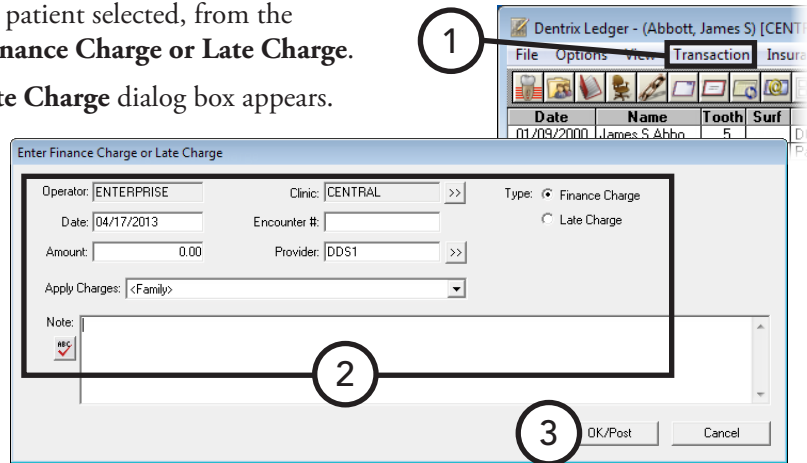 patient selected, from the
nance Charge or Late Charge.
te Charge dialog box appears.
1
Dentrix Ledger - (Abbott, James S) [CENT
File Options View Transaction Insura
Date Name Tooth Surf
01/09/2000 James S Abbo 5
Enter Finance Charge or Late Charge
Operator: ENTERPRISE Clinic: CENTRAL >> Type: Finance Charge
Date: 04/17/2013 Encounter #: Late Charge
Amount: 0.00 Provider: DDS1 >>
Apply Charges: <Family>
Note:
ABC
2
3 OK/Post Cancel